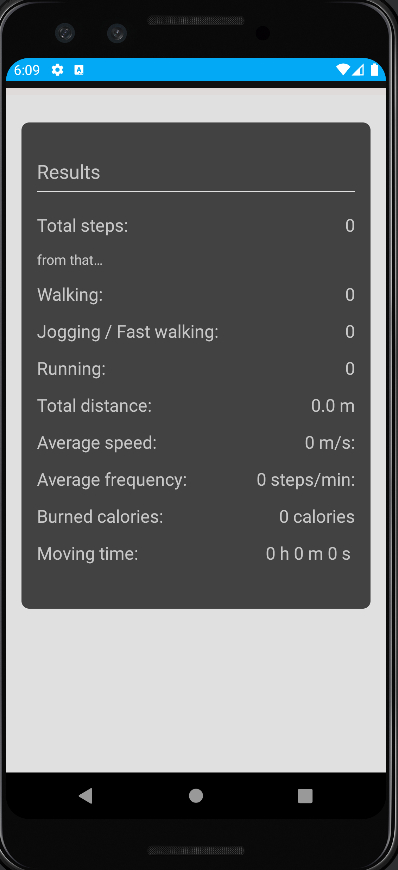 6:09
Results
Total steps: 0
from that...
Walking: 0
Jogging / Fast walking: 0
Running: 0
Total distance: 0.0 m
Average speed: 0 m/s:
Average frequency: 0 steps/min:
Burned calories: 0 calories
Moving time: 0 h 0 m 0 s